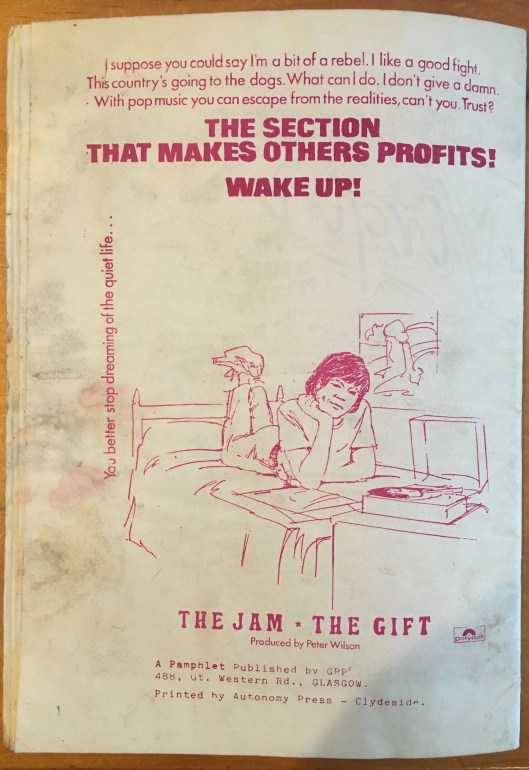 I suppose you could say I'm a bit of a rebel. I like a good fight.
This country's going to the dogs. What can I do. I don't give a damn.
With pop music you can escape from the realities, can't you. Trust?
THE SECTION
THAT MAKES OTHERS PROFITS!
WAKE UP!
You better stop dreaming of the quiet life...
THE JAM * THE GIFT
Produced by Peter Wilson
polydor
A Pamphlet Published by GPP²
488, Gt. Western Rd., GLASGOW.
Printed by Autonomy Press - Clydeside.